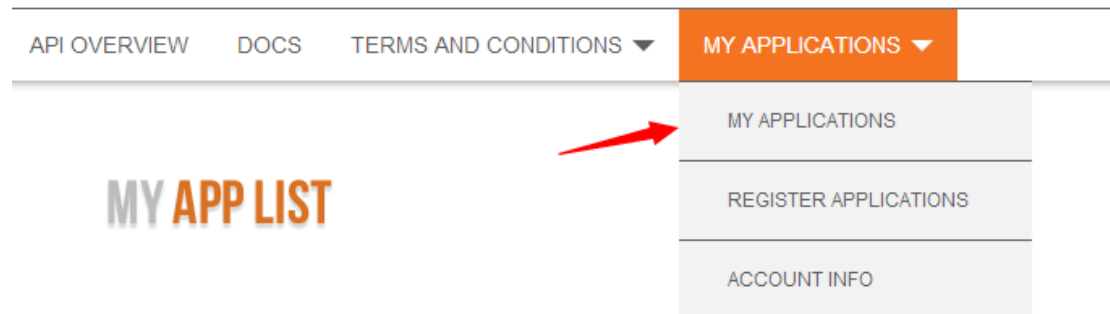 API OVERVIEW DOCS TERMS AND CONDITIONS MY APPLICATIONS
MY APPLICATIONS
MY APP LIST
REGISTER APPLICATIONS
ACCOUNT INFO